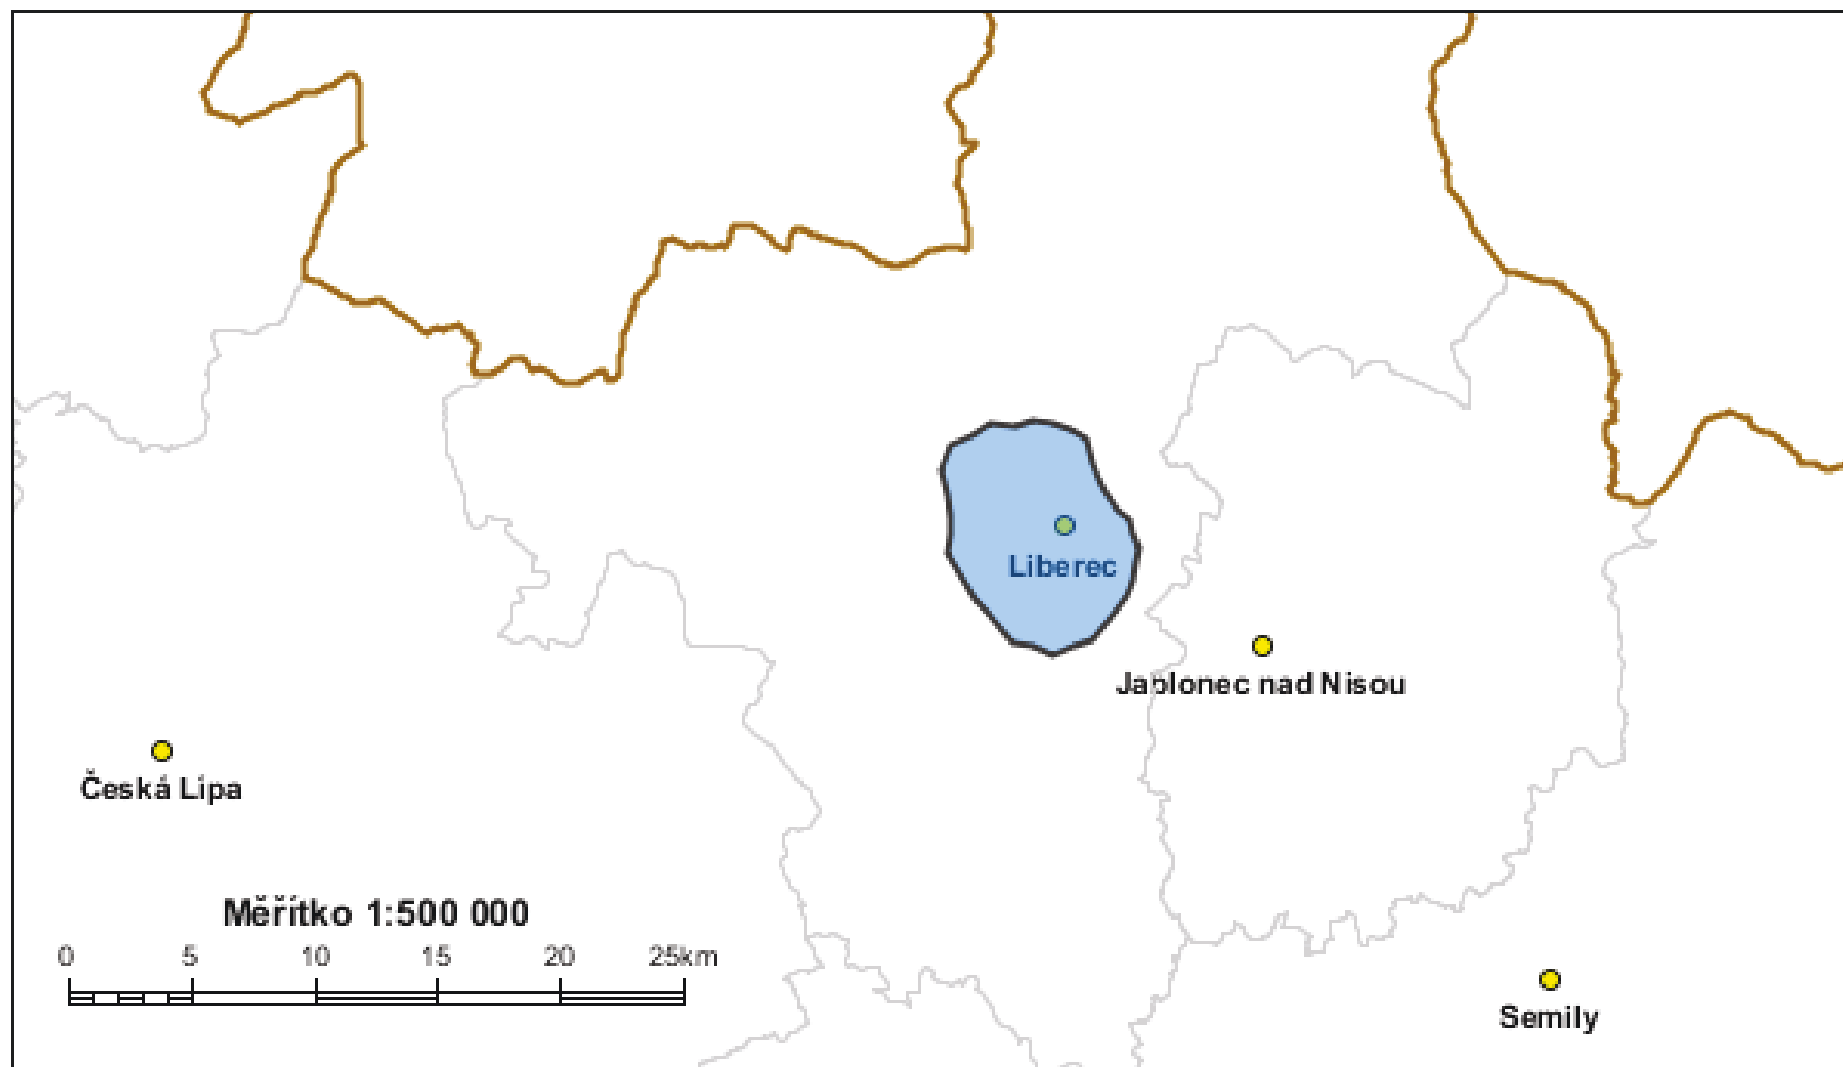 Liberec
Jablonec nad Nisou
Česká Lípa
Měřítko 1:500 000
0 5 10 15 20 25km
Semily